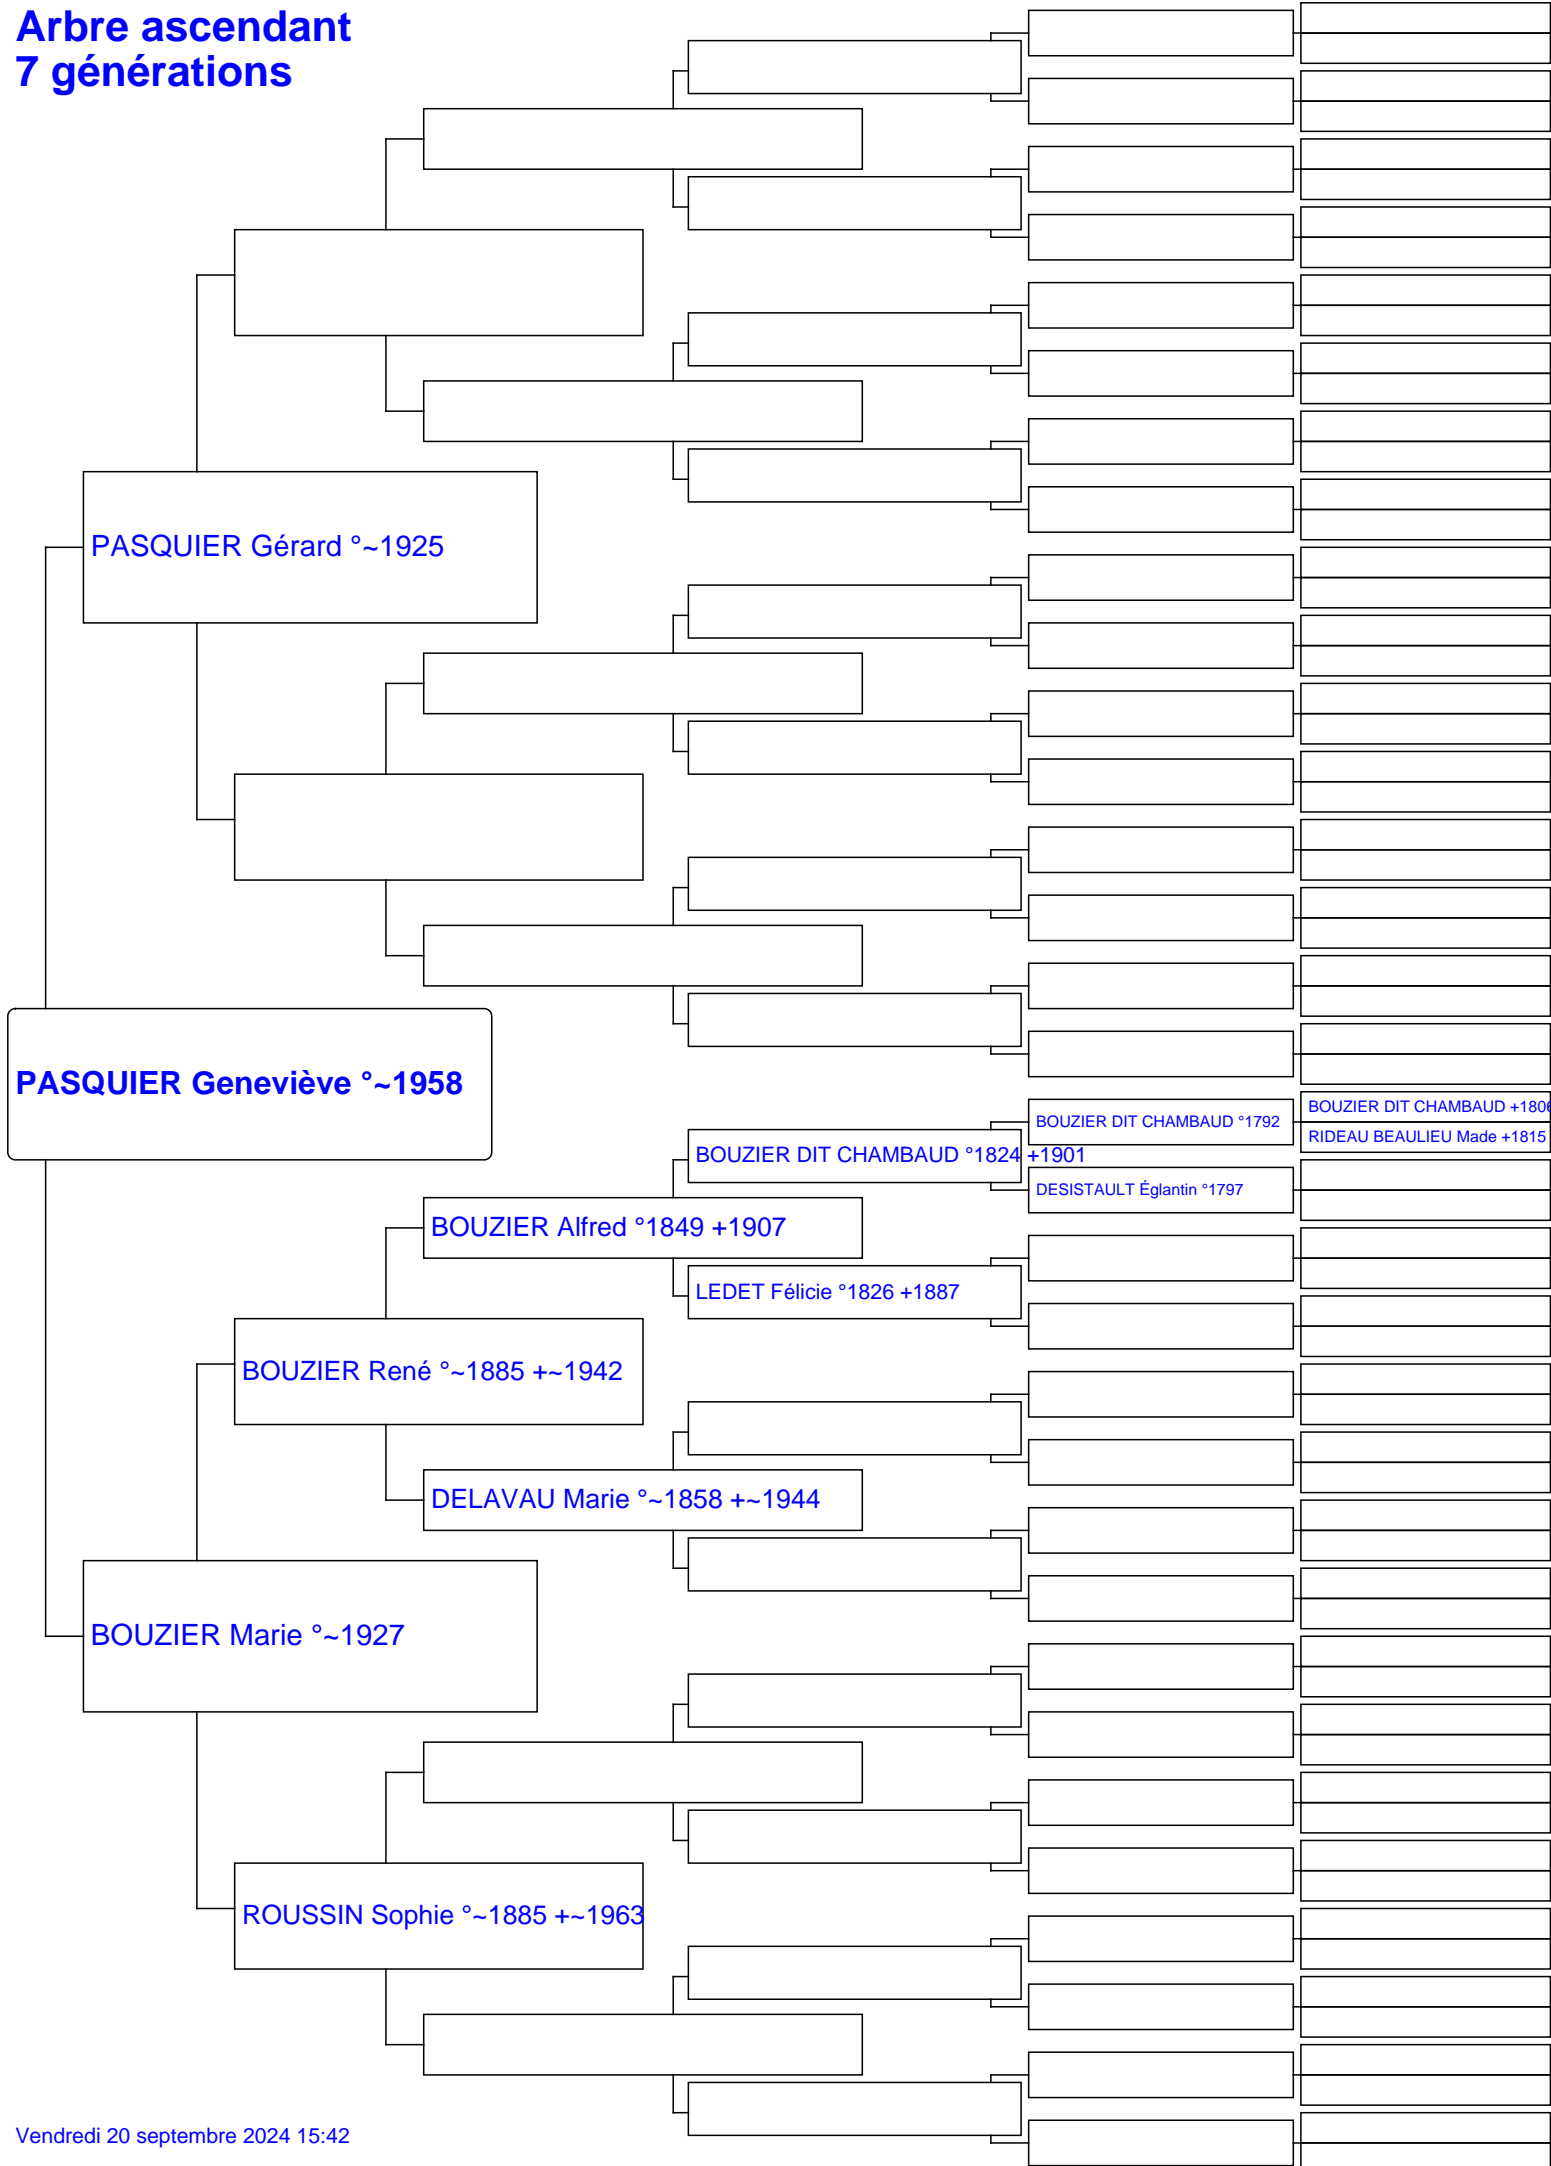 Arbre ascendant
7 générations
PASQUIER Gérard °~1925
PASQUIER Geneviève °~1958
BOUZIER DIT CHAMBAUD °1792
BOUZIER DIT CHAMBAUD +1806
RIDEAU BEAULIEU Made +1815
BOUZIER DIT CHAMBAUD °1824 +1901
DESISTAULT Églantin °1797
BOUZIER Alfred °1849 +1907
LEDET Félicie °1826 +1887
BOUZIER René °~1885 +~1942
DELAVAU Marie °~1858 +~1944
BOUZIER Marie °~1927
ROUSSIN Sophie °~1885 +~1963
Vendredi 20 septembre 2024 15:42